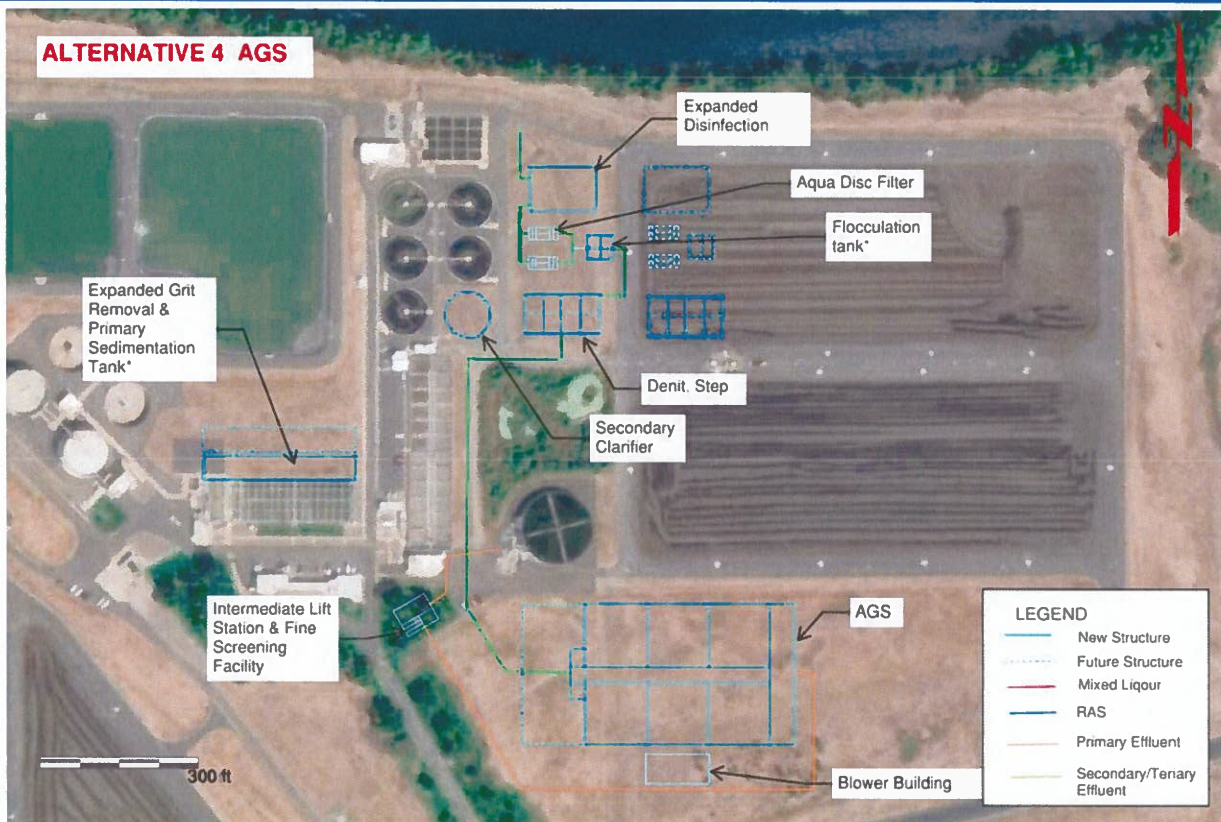 ALTERNATIVE 4 AGS
Expanded
Disinfection
Aqua Disc Filter
Flocculation
tank*
Expanded Grit
Removal &
Primary
Sedimentation
Tank*
Denit. Step
Secondary
Clarifier
Intermediate Lift
Station & Fine
Screening
Facility
AGS
Blower Building
300 ft
N
LEGEND
New Structure
Future Structure
Mixed Liqour
RAS
Primary Effluent
Secondary/Tertiary
Effluent